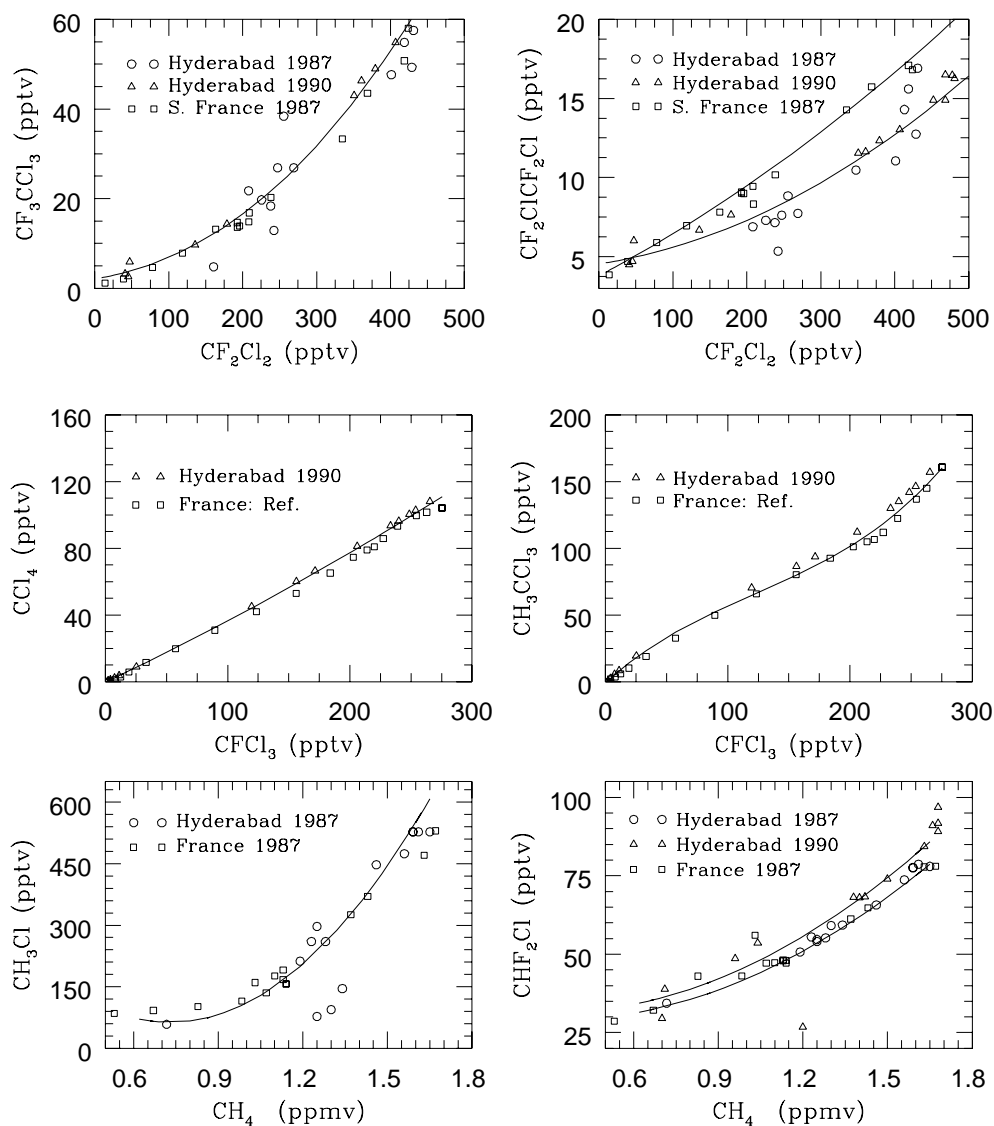 CF₃CCl₃ (pptv)
60
40
20
0
○ ○ Hyderabad 1987
△ △ Hyderabad 1990
□ □ S. France 1987
0 100 200 300 400 500
CF₂Cl₂ (pptv)
CF₂ClCF₂Cl (pptv)
20
15
10
5
○ ○ Hyderabad 1987
△ △ Hyderabad 1990
□ □ S. France 1987
0 100 200 300 400 500
CF₂Cl₂ (pptv)
CCl₄ (pptv)
160
120
80
40
0
△ △ Hyderabad 1990
□ □ France: Ref.
0 100 200 300
CFCl₃ (pptv)
CH₃CCl₃ (pptv)
200
150
100
50
0
△ △ Hyderabad 1990
□ □ France: Ref.
0 100 200 300
CFCl₃ (pptv)
CH₃Cl (pptv)
600
450
300
150
0
○ ○ Hyderabad 1987
□ □ France 1987
0.6 0.9 1.2 1.5 1.8
CH₄ (ppmv)
CHF₂Cl (pptv)
100
75
50
25
○ ○ Hyderabad 1987
△ △ Hyderabad 1990
□ □ France 1987
0.6 0.9 1.2 1.5 1.8
CH₄ (ppmv)